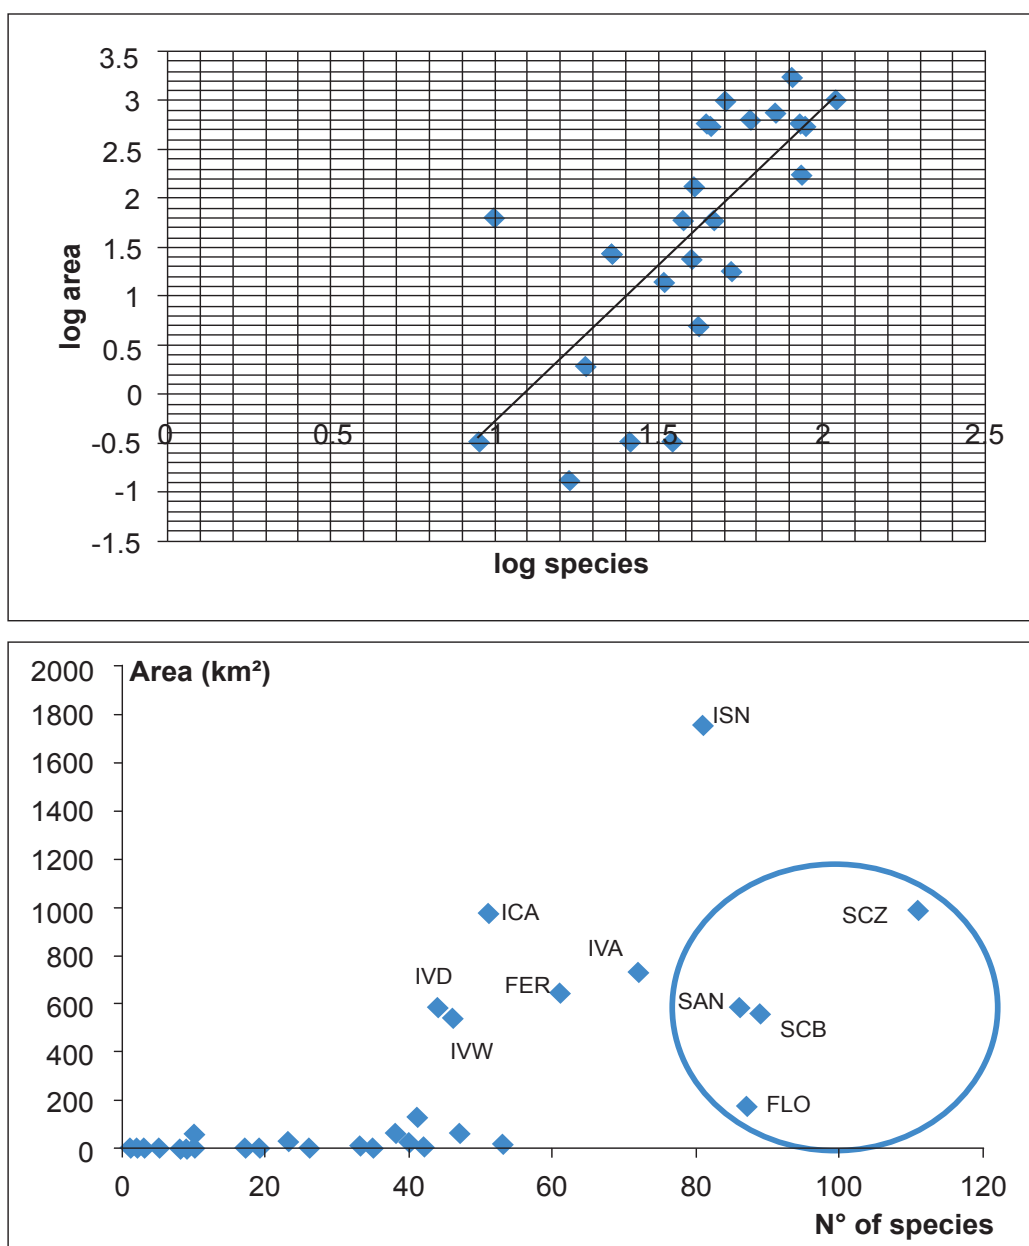 3.5
3
2.5
2
1.5
1
0.5
0
-0.5
-1
-1.5
log area
0 0.5 1 1.5 2 2.5
log species
2000
1800
1600
1400
1200
1000
800
600
400
200
0
Area (km²)
ISN
ICA
SCZ
IVA
IVD
FER
SAN
SCB
IVW
FLO
0 20 40 60 80 100 120
N° of species